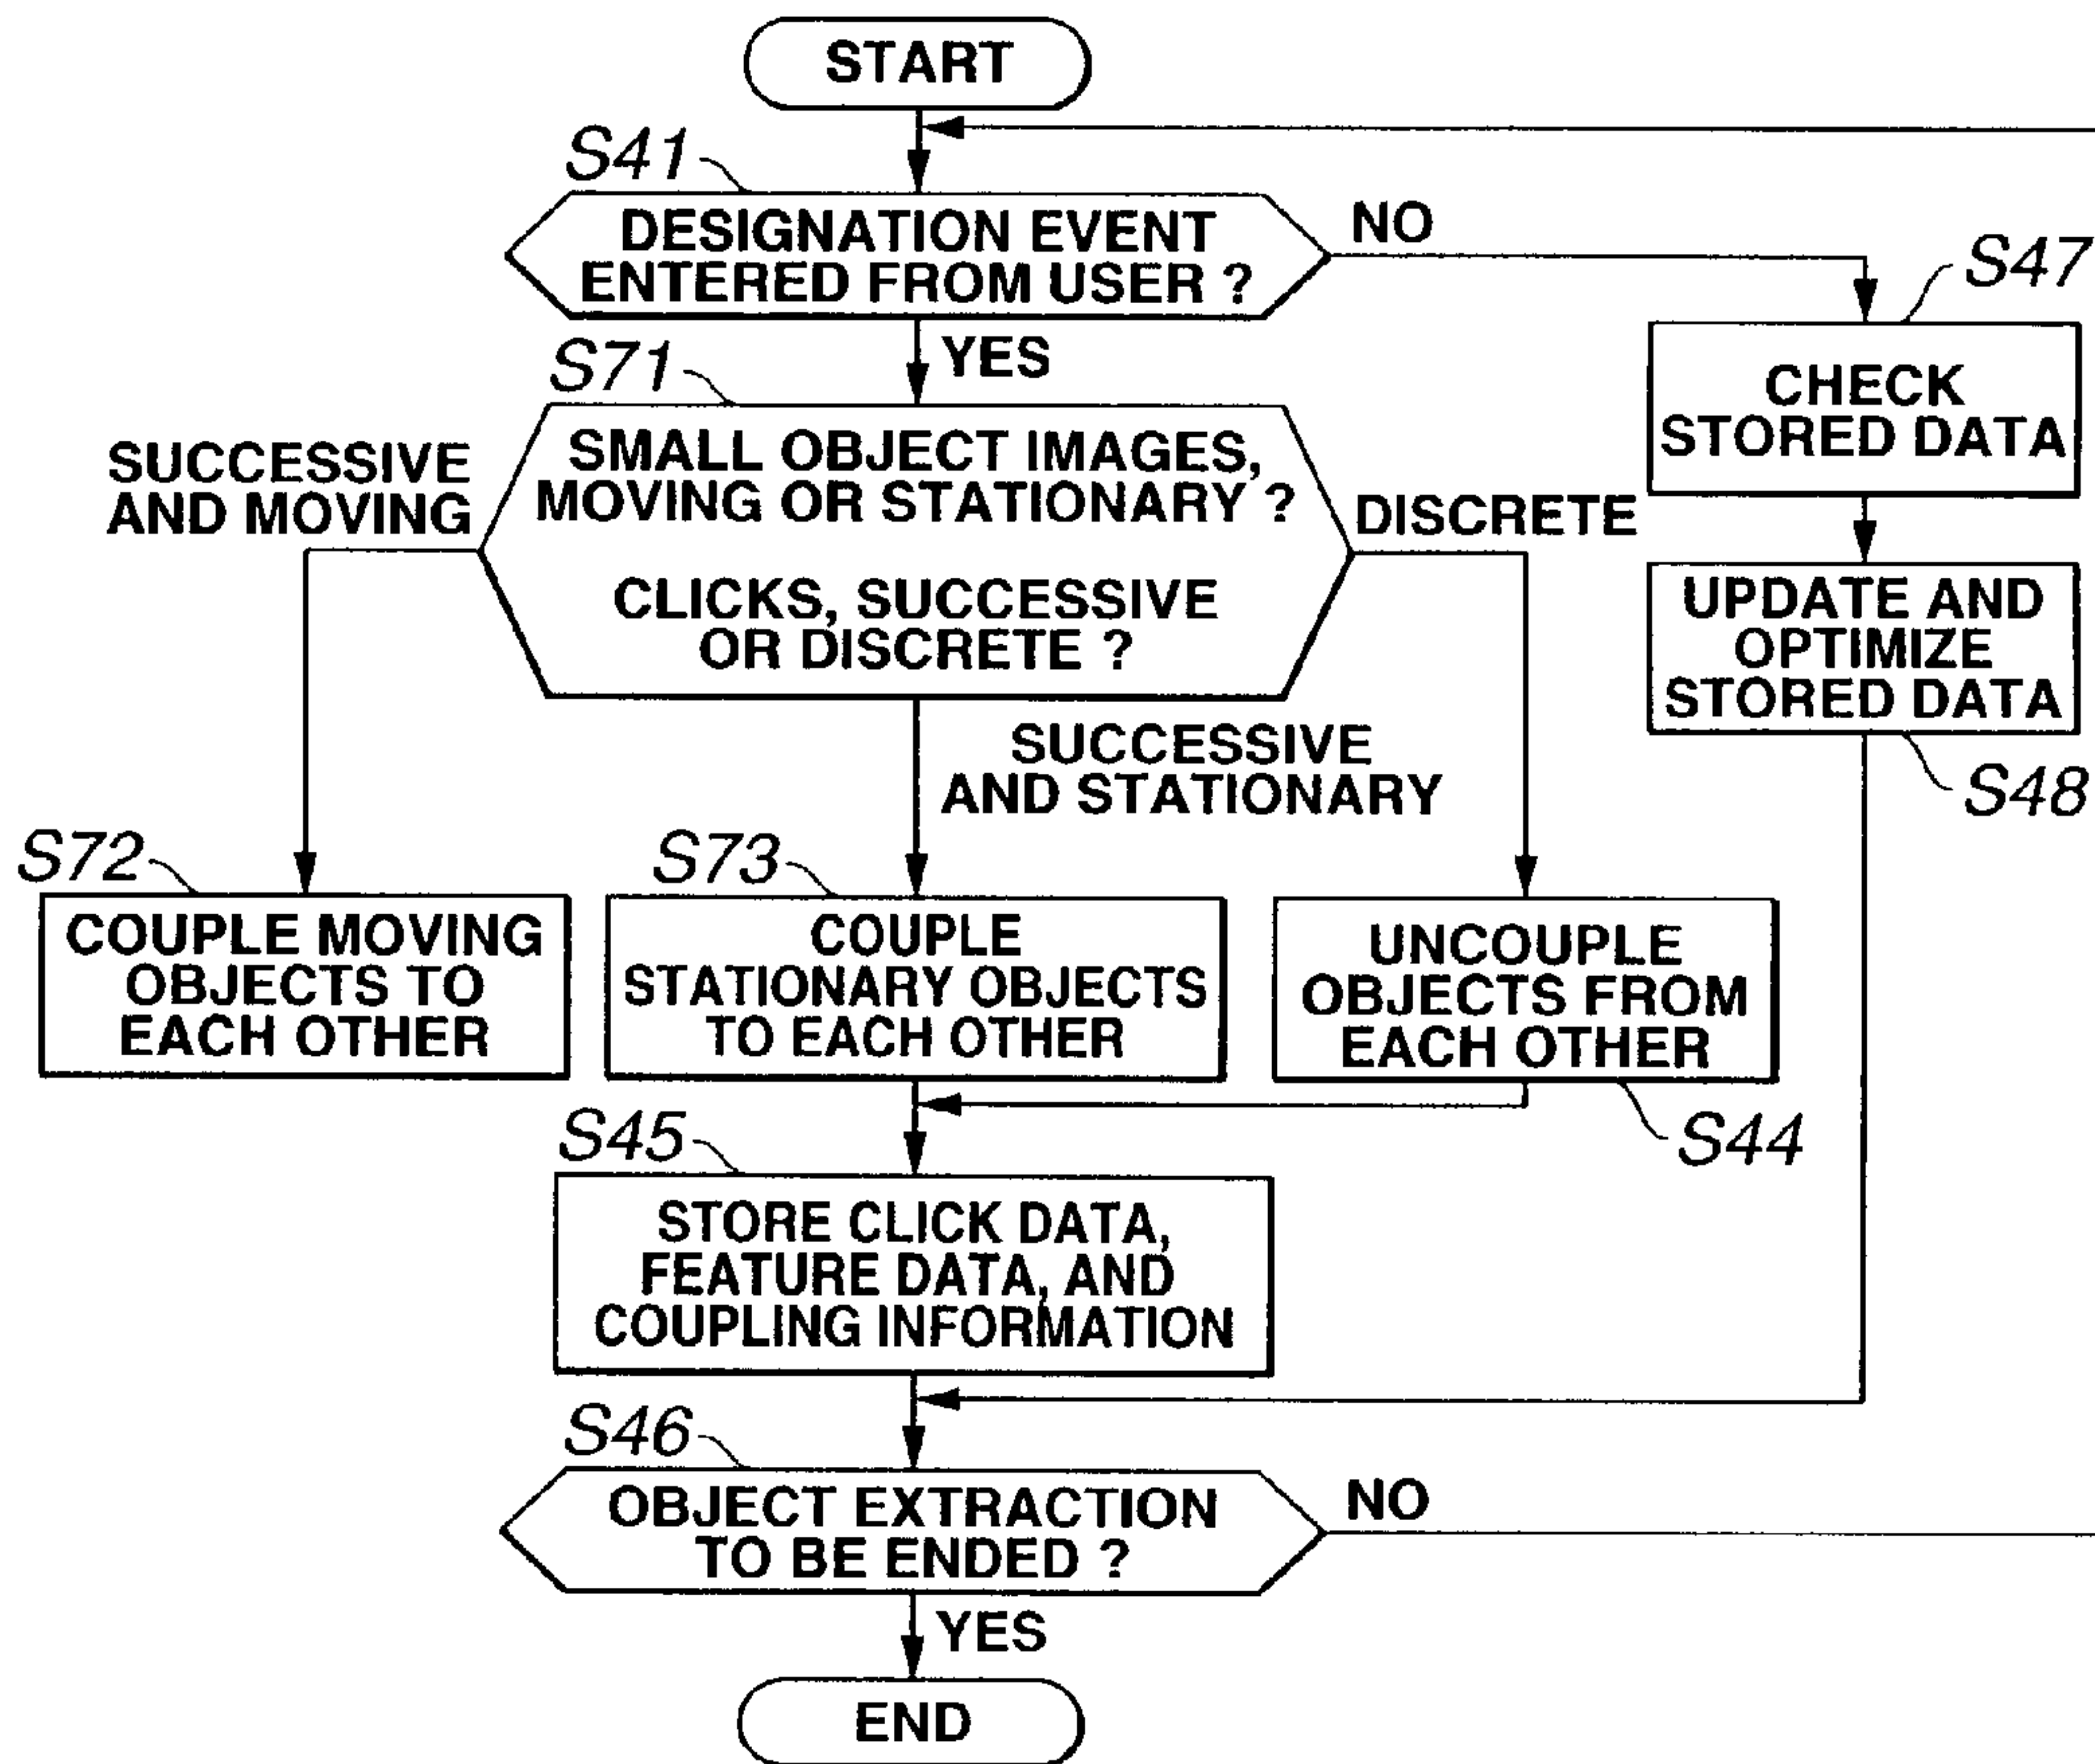 START
S41
DESIGNATION EVENT
ENTERED FROM USER ?
NO
S47
CHECK
STORED DATA
YES
S71
SMALL OBJECT IMAGES,
MOVING OR STATIONARY ?
CLICKS, SUCCESSIVE
OR DISCRETE ?
SUCCESSIVE
AND MOVING
DISCRETE
UPDATE AND
OPTIMIZE
STORED DATA
S48
SUCCESSIVE
AND STATIONARY
S72
COUPLE MOVING
OBJECTS TO
EACH OTHER
S73
COUPLE
STATIONARY OBJECTS
TO EACH OTHER
UNCOUPLE
OBJECTS FROM
EACH OTHER
S44
S45
STORE CLICK DATA,
FEATURE DATA, AND
COUPLING INFORMATION
S46
OBJECT EXTRACTION
TO BE ENDED ?
NO
YES
END